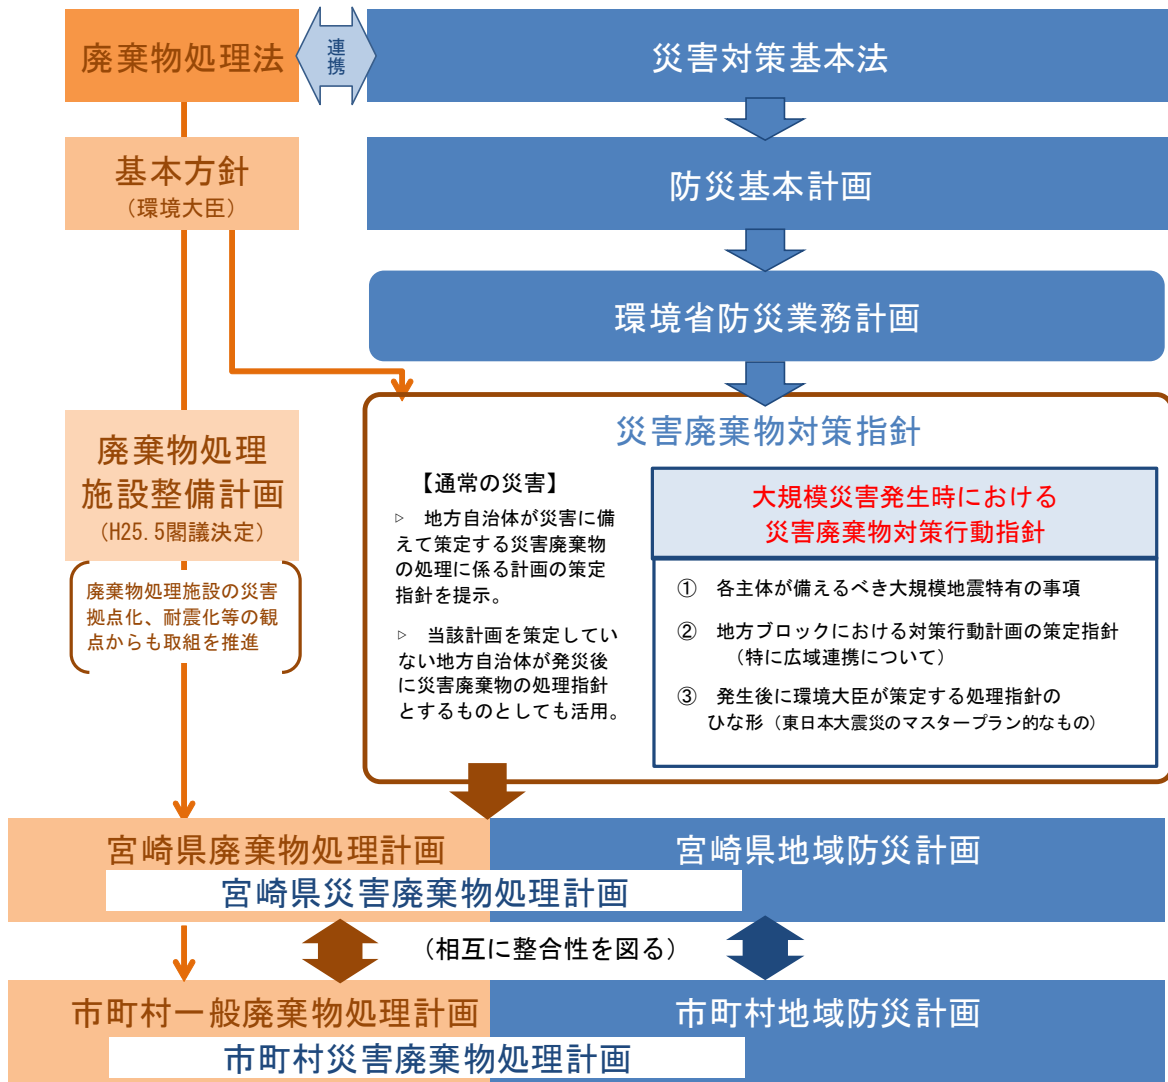 廃棄物処理法
連
携
災害対策基本法
基本方針
（環境大臣）
防災基本計画
環境省防災業務計画
廃棄物処理
施設整備計画
（H25.5閣議決定）
廃棄物処理施設の災害
拠点化、耐震化等の観
点からも取組を推進
災害廃棄物対策指針
【通常の災害】
▷ 地方自治体が災害に備
えて策定する災害廃棄物
の処理に係る計画の策定
指針を提示。
▷ 当該計画を策定してい
ない地方自治体が発災後
に災害廃棄物の処理指針
とするものとしても活用。
大規模災害発生時における
災害廃棄物対策行動指針
① 各主体が備えるべき大規模地震特有の事項
② 地方ブロックにおける対策行動計画の策定指針
（特に広域連携について）
③ 発生後に環境大臣が策定する処理指針の
ひな形（東日本大震災のマスタープラン的なもの）
宮崎県廃棄物処理計画
宮崎県地域防災計画
宮崎県災害廃棄物処理計画
（相互に整合性を図る）
市町村一般廃棄物処理計画
市町村地域防災計画
市町村災害廃棄物処理計画